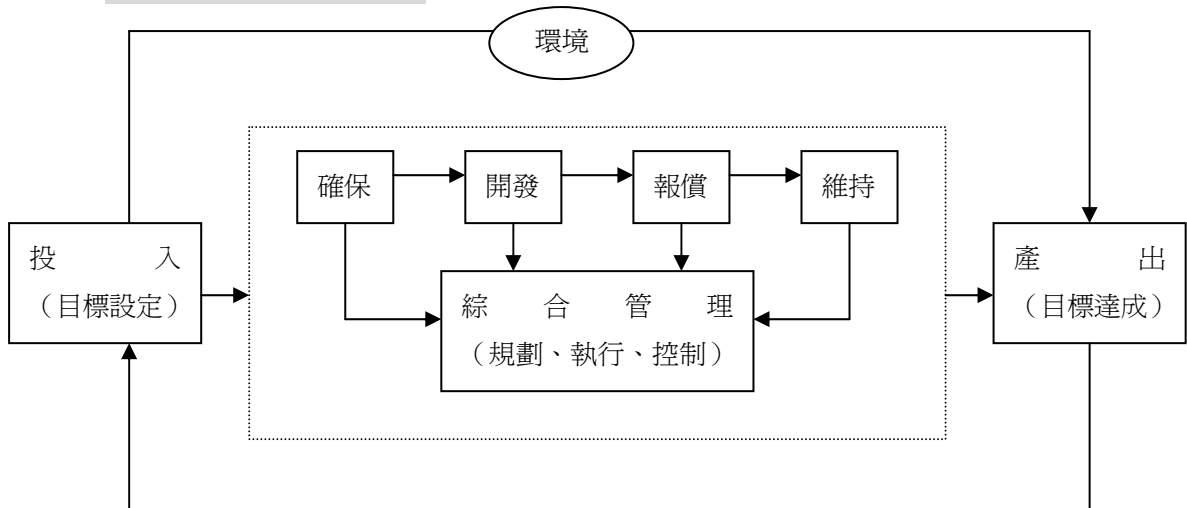 環境
確保
開發
報償
維持
投入
（目標設定）
綜合管理
（規劃、執行、控制）
產出
（目標達成）